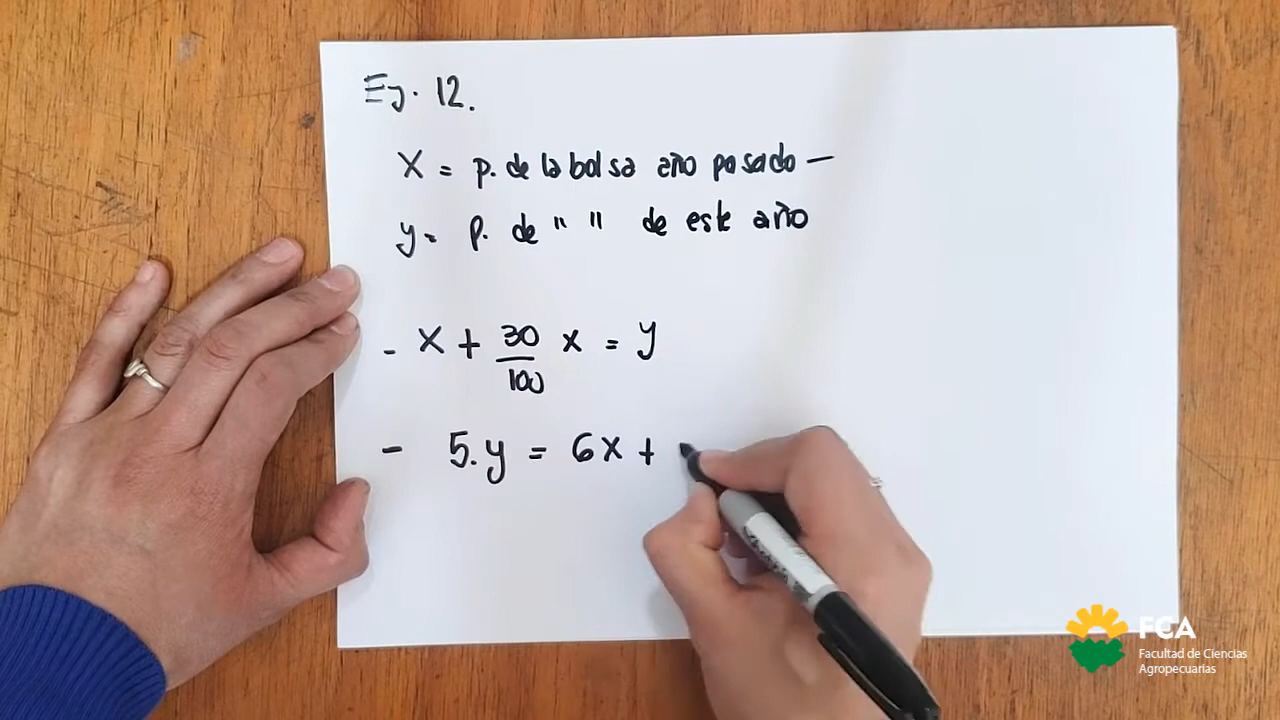 Ej. 12.
x = p. de la bolsa año pasado —
y = p. de " " de este año
- x + 30/100 x = y
- 5.y = 6x +
FCA
Facultad de Ciencias
Agropecuarias